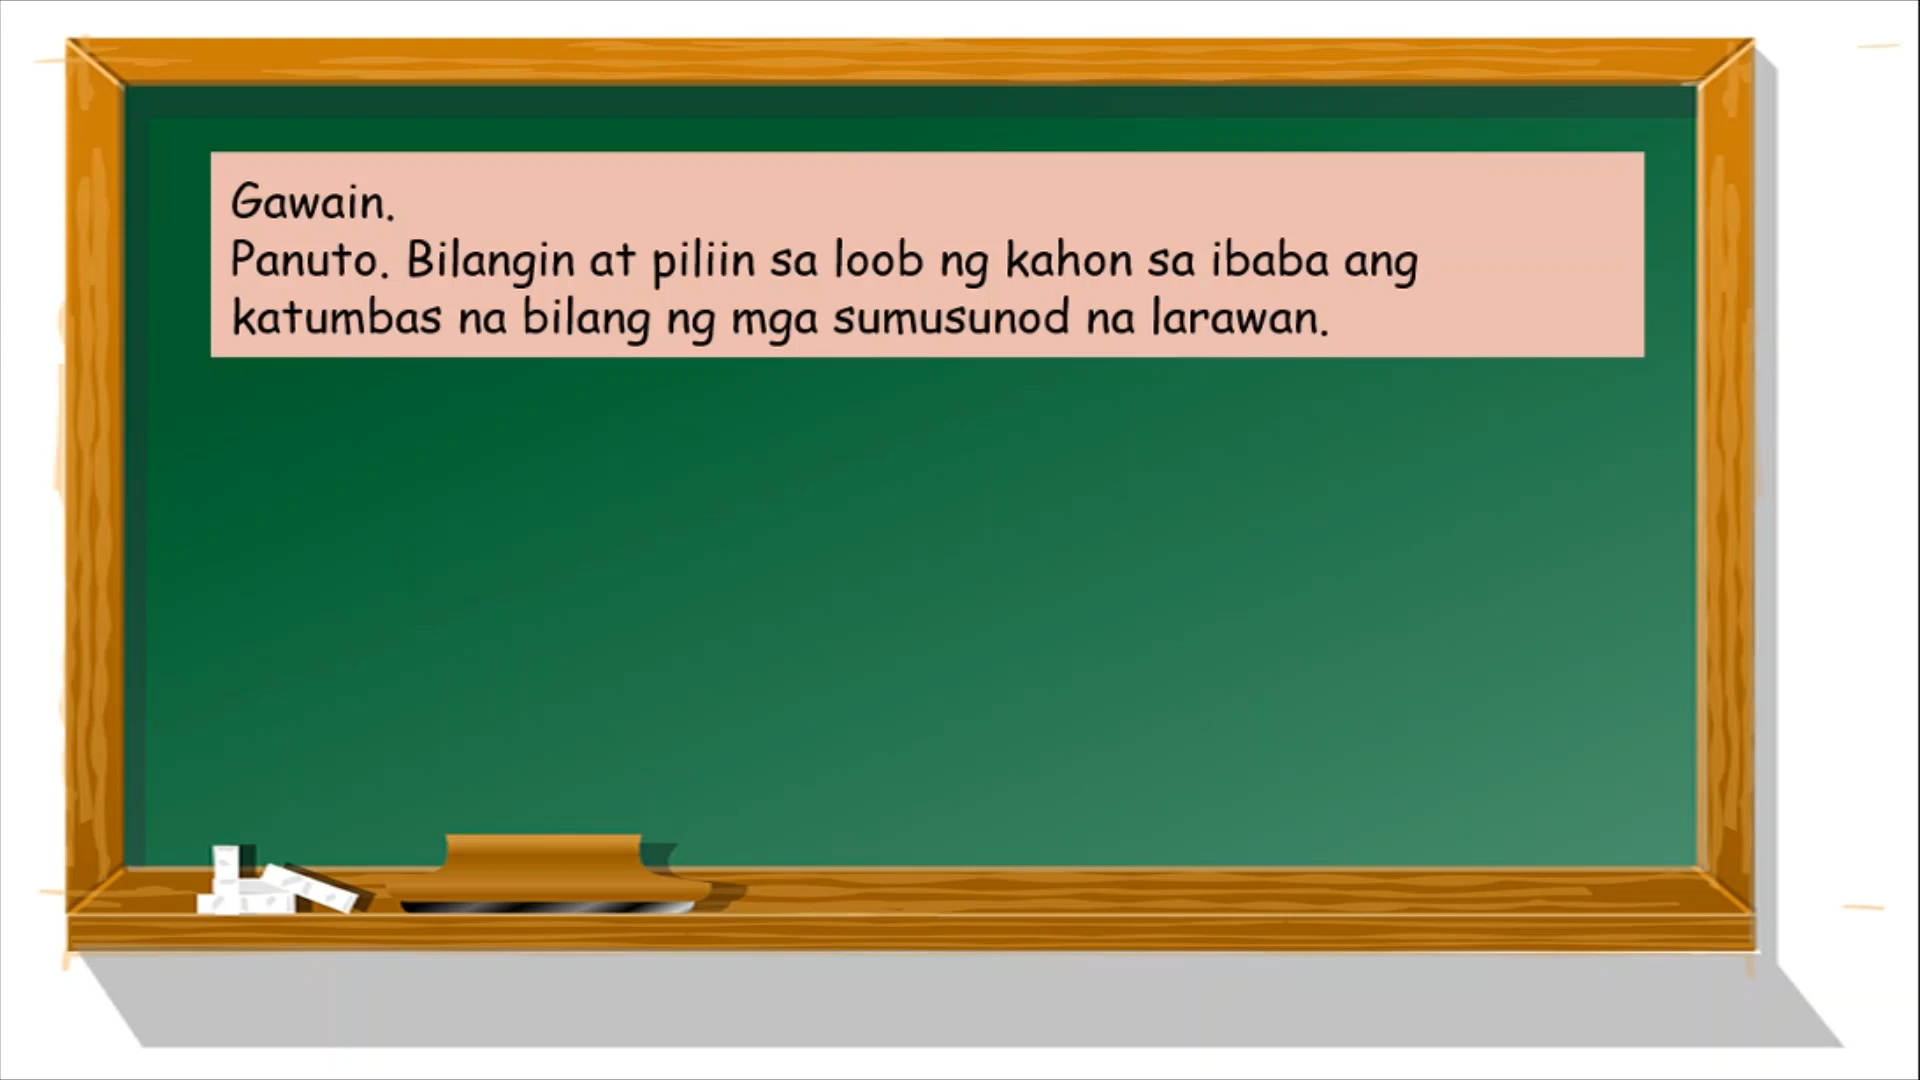 Gawain.
Panuto. Bilangin at piliin sa loob ng kahon sa ibaba ang
katumbas na bilang ng mga sumusunod na larawan.